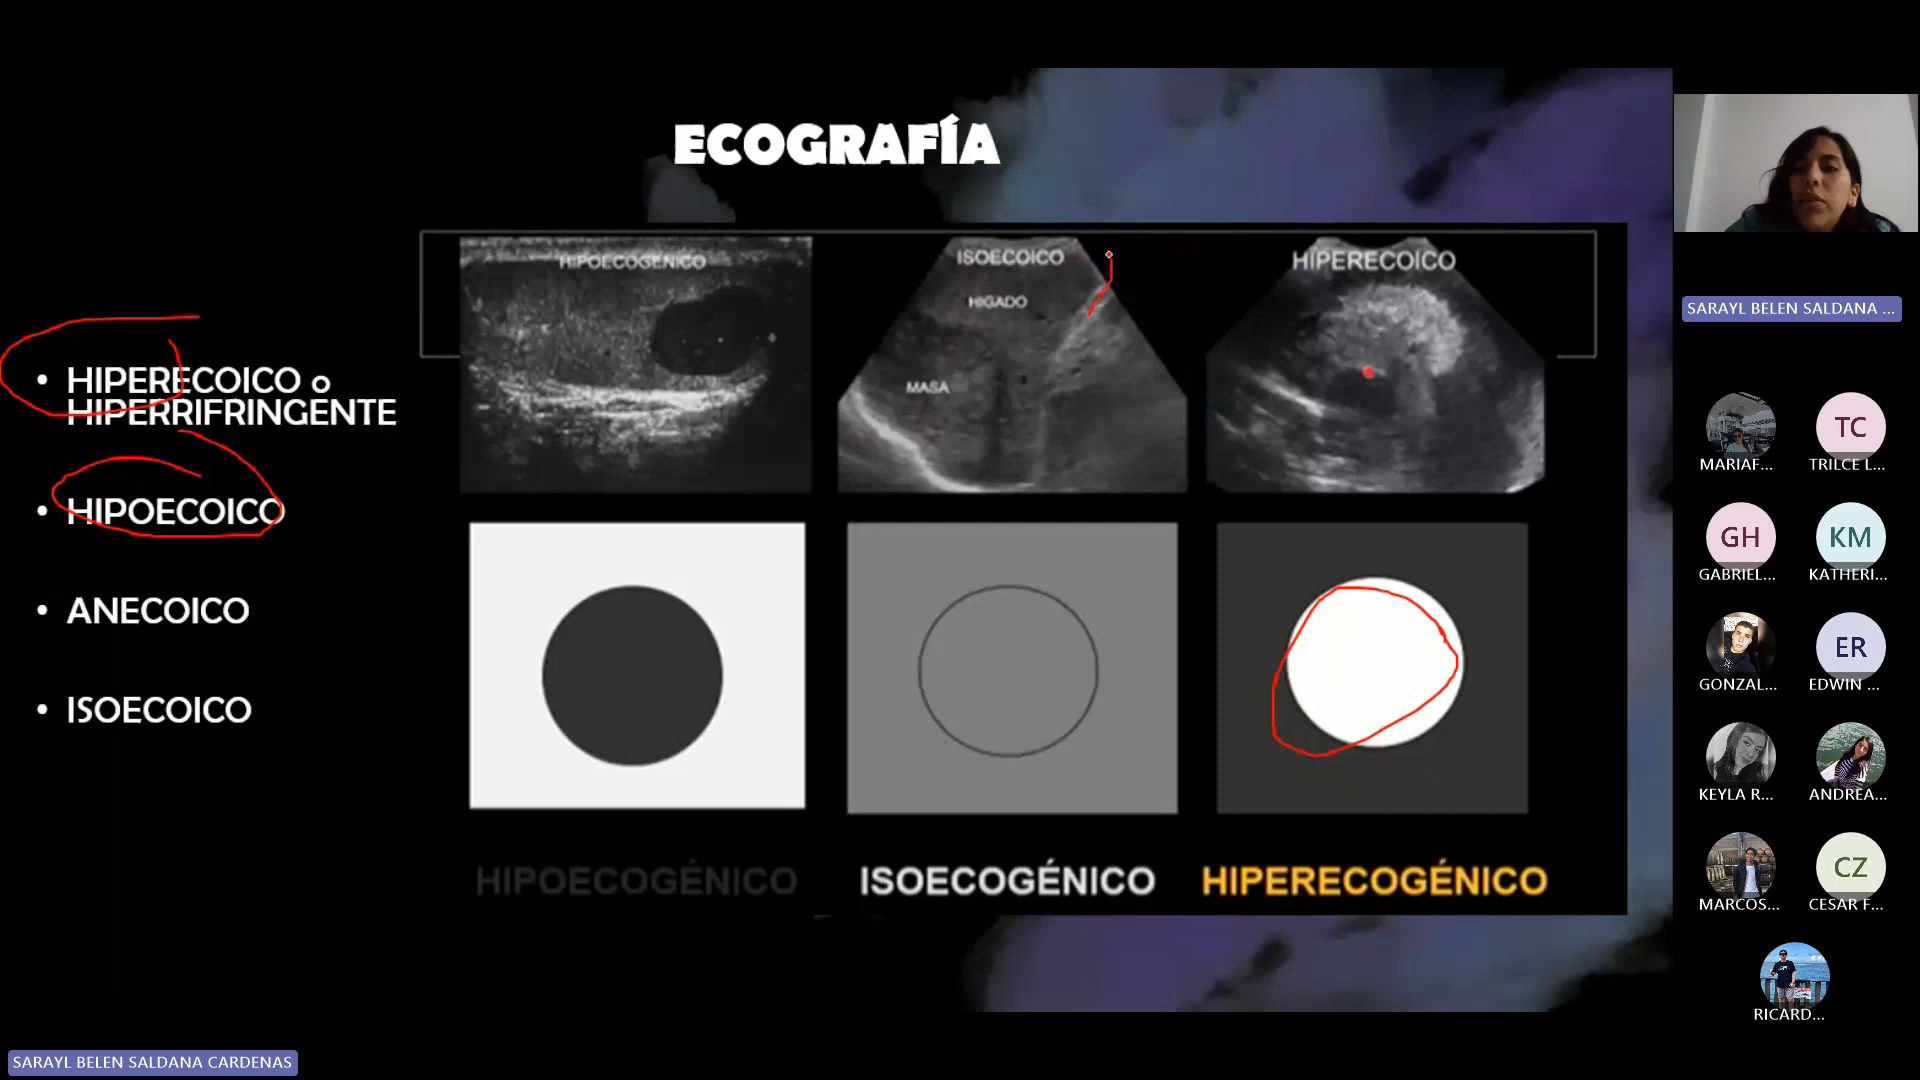 ECOGRAFÍA
• HIPERECOICO o
HIPERRIFRINGENTE
• HIPOECOICO
• ANECOICO
• ISOECOICO
HIPOECOGENICO
ISOECOICO
HIGADO
MASA
HIPERECOICO
HIPOECOGÉNICO
ISOECOGÉNICO
HIPERECOGÉNICO
SARAYL BELEN SALDANA ...
MARIAF...
TC
TRILCE L...
GH
GABRIEL...
KM
KATHERI...
GONZAL...
ER
EDWIN ...
KEYLA R...
ANDREA...
MARCOS...
CZ
CESAR F...
RICARD...
SARAYL BELEN SALDANA CARDENAS